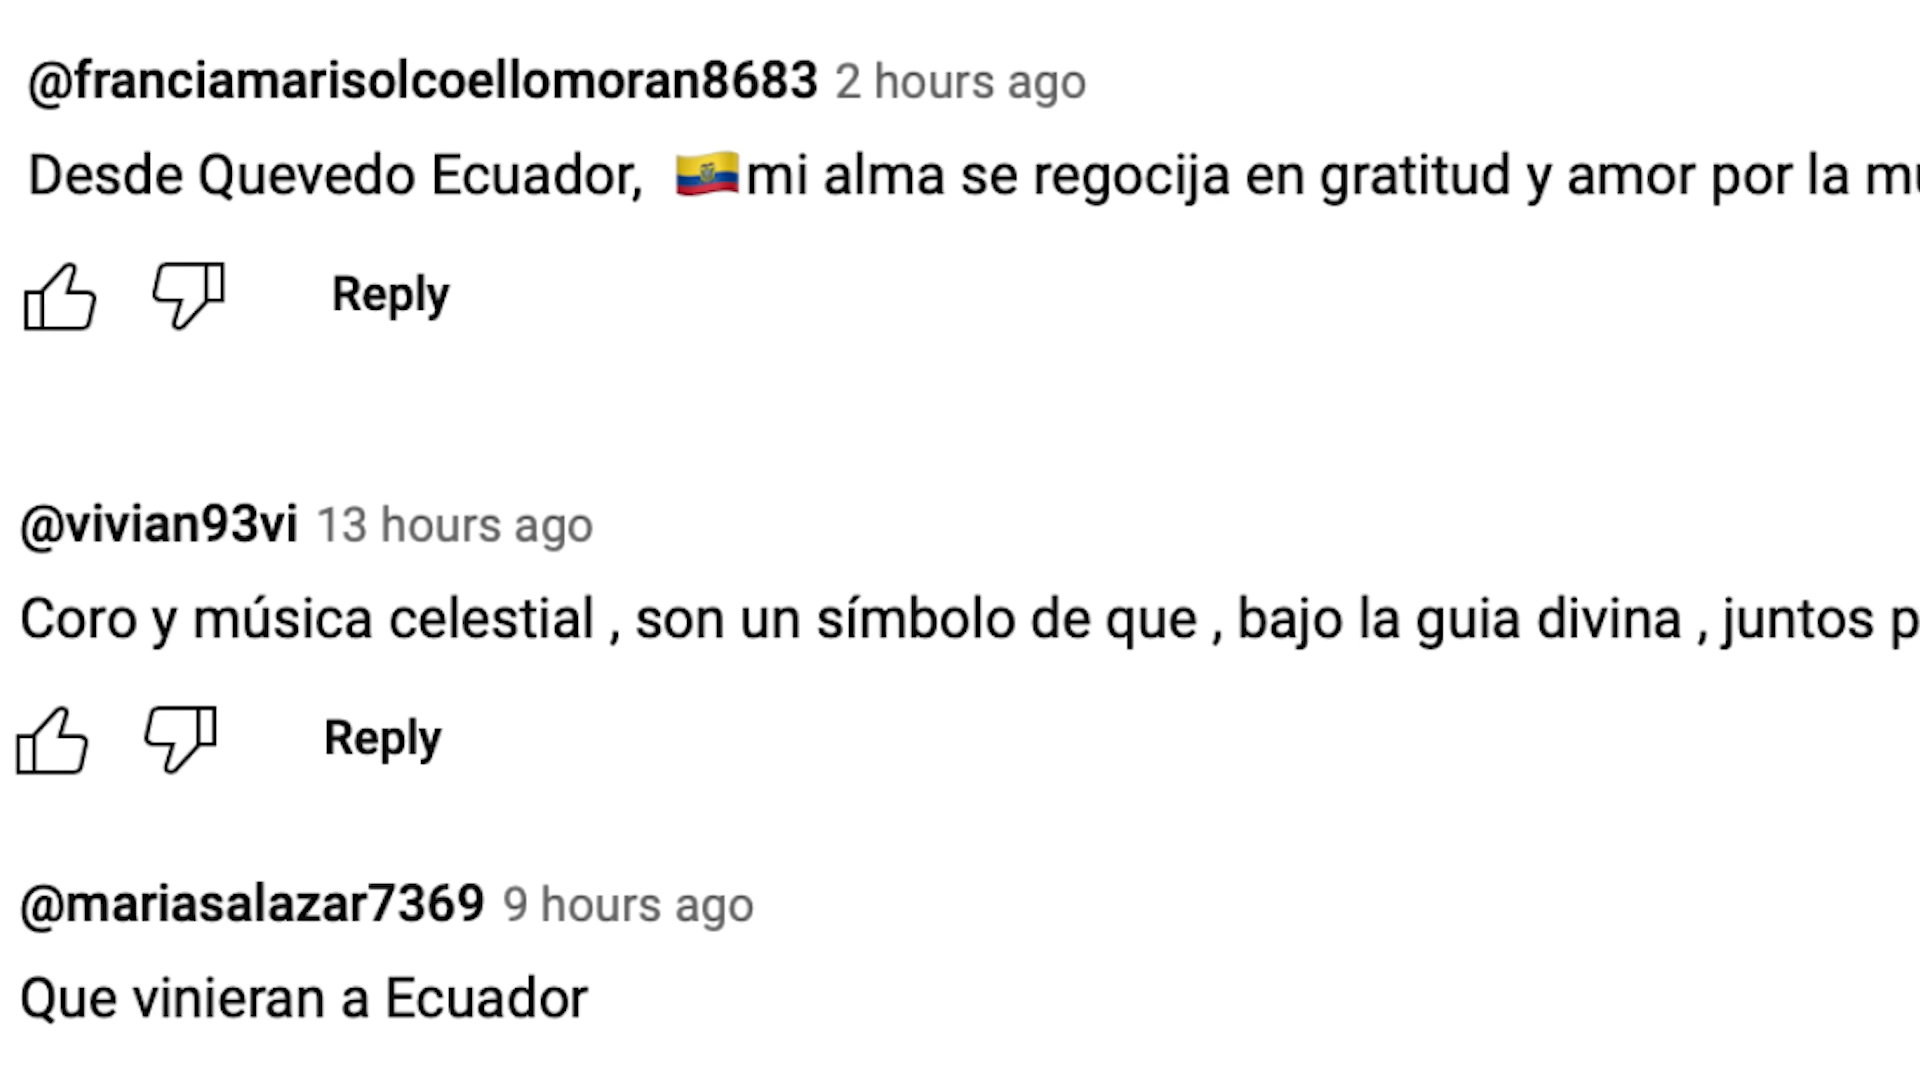 @franciamarisolcoellomoran8683 2 hours ago
Desde Quevedo Ecuador, 🇪🇨mi alma se regocija en gratitud y amor por la
Reply
@vivian93vi 13 hours ago
Coro y música celestial , son un símbolo de que , bajo la guia divina , juntos
Reply
@mariasalazar7369 9 hours ago
Que vinieran a Ecuador